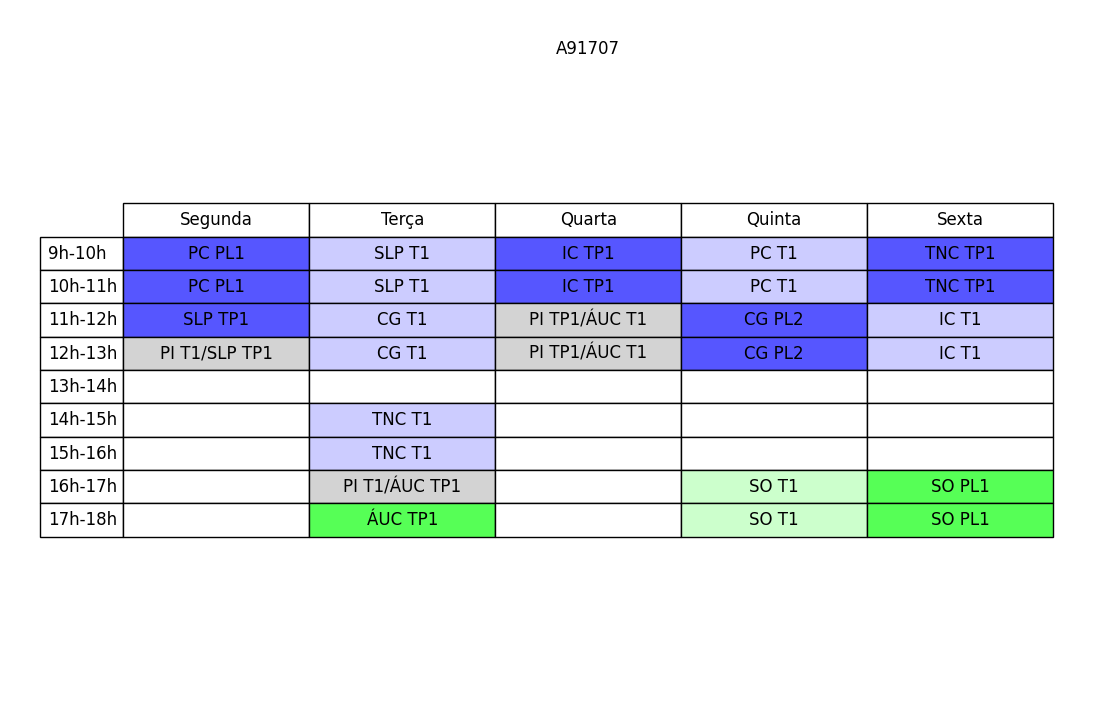 A91707
Segunda Terça Quarta Quinta Sexta
9h-10h PC PL1 SLP T1 IC TP1 PC T1 TNC TP1
10h-11h PC PL1 SLP T1 IC TP1 PC T1 TNC TP1
11h-12h SLP TP1 CG T1 PI TP1/ÁUC T1 CG PL2 IC T1
12h-13h PI T1/SLP TP1 CG T1 PI TP1/ÁUC T1 CG PL2 IC T1
13h-14h
14h-15h TNC T1
15h-16h TNC T1
16h-17h PI T1/ÁUC TP1 SO T1 SO PL1
17h-18h ÁUC TP1 SO T1 SO PL1